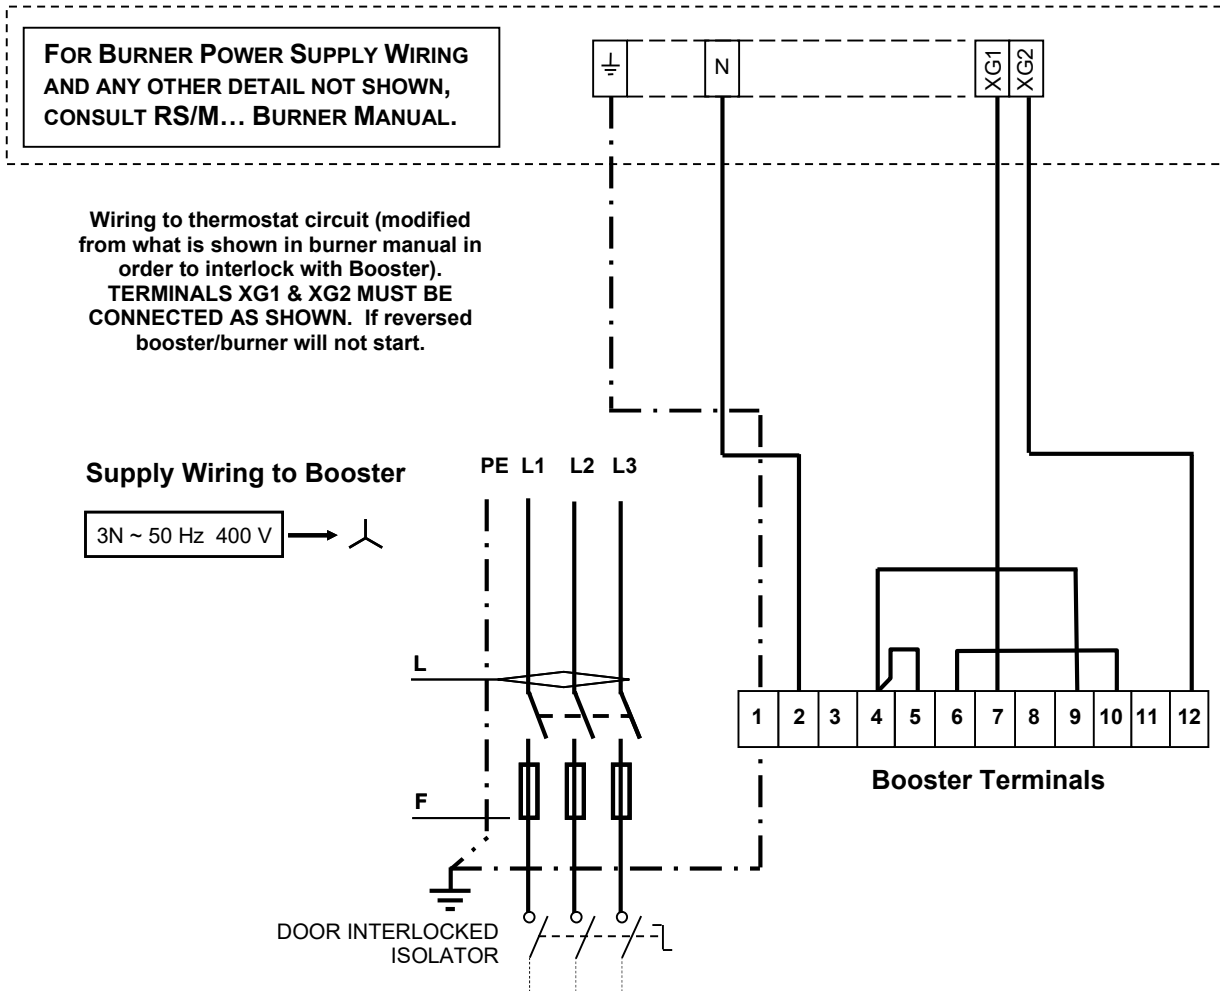 FOR BURNER POWER SUPPLY WIRING
AND ANY OTHER DETAIL NOT SHOWN,
CONSULT RS/M… BURNER MANUAL.
N
XG1
XG2
Wiring to thermostat circuit (modified
from what is shown in burner manual in
order to interlock with Booster).
TERMINALS XG1 & XG2 MUST BE
CONNECTED AS SHOWN. If reversed
booster/burner will not start.
Supply Wiring to Booster
3N ~ 50 Hz 400 V
PE L1 L2 L3
L
F
1 2 3 4 5 6 7 8 9 10 11 12
Booster Terminals
DOOR INTERLOCKED
ISOLATOR